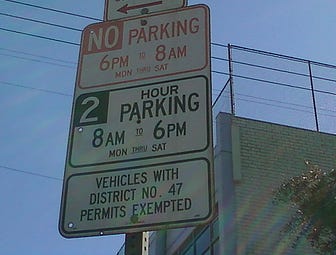 NO PARKING
6PM TO 8AM
MON THRU SAT
2 HOUR
PARKING
8AM TO 6PM
MON THRU SAT
VEHICLES WITH
DISTRICT NO. 47
PERMITS EXEMPTED